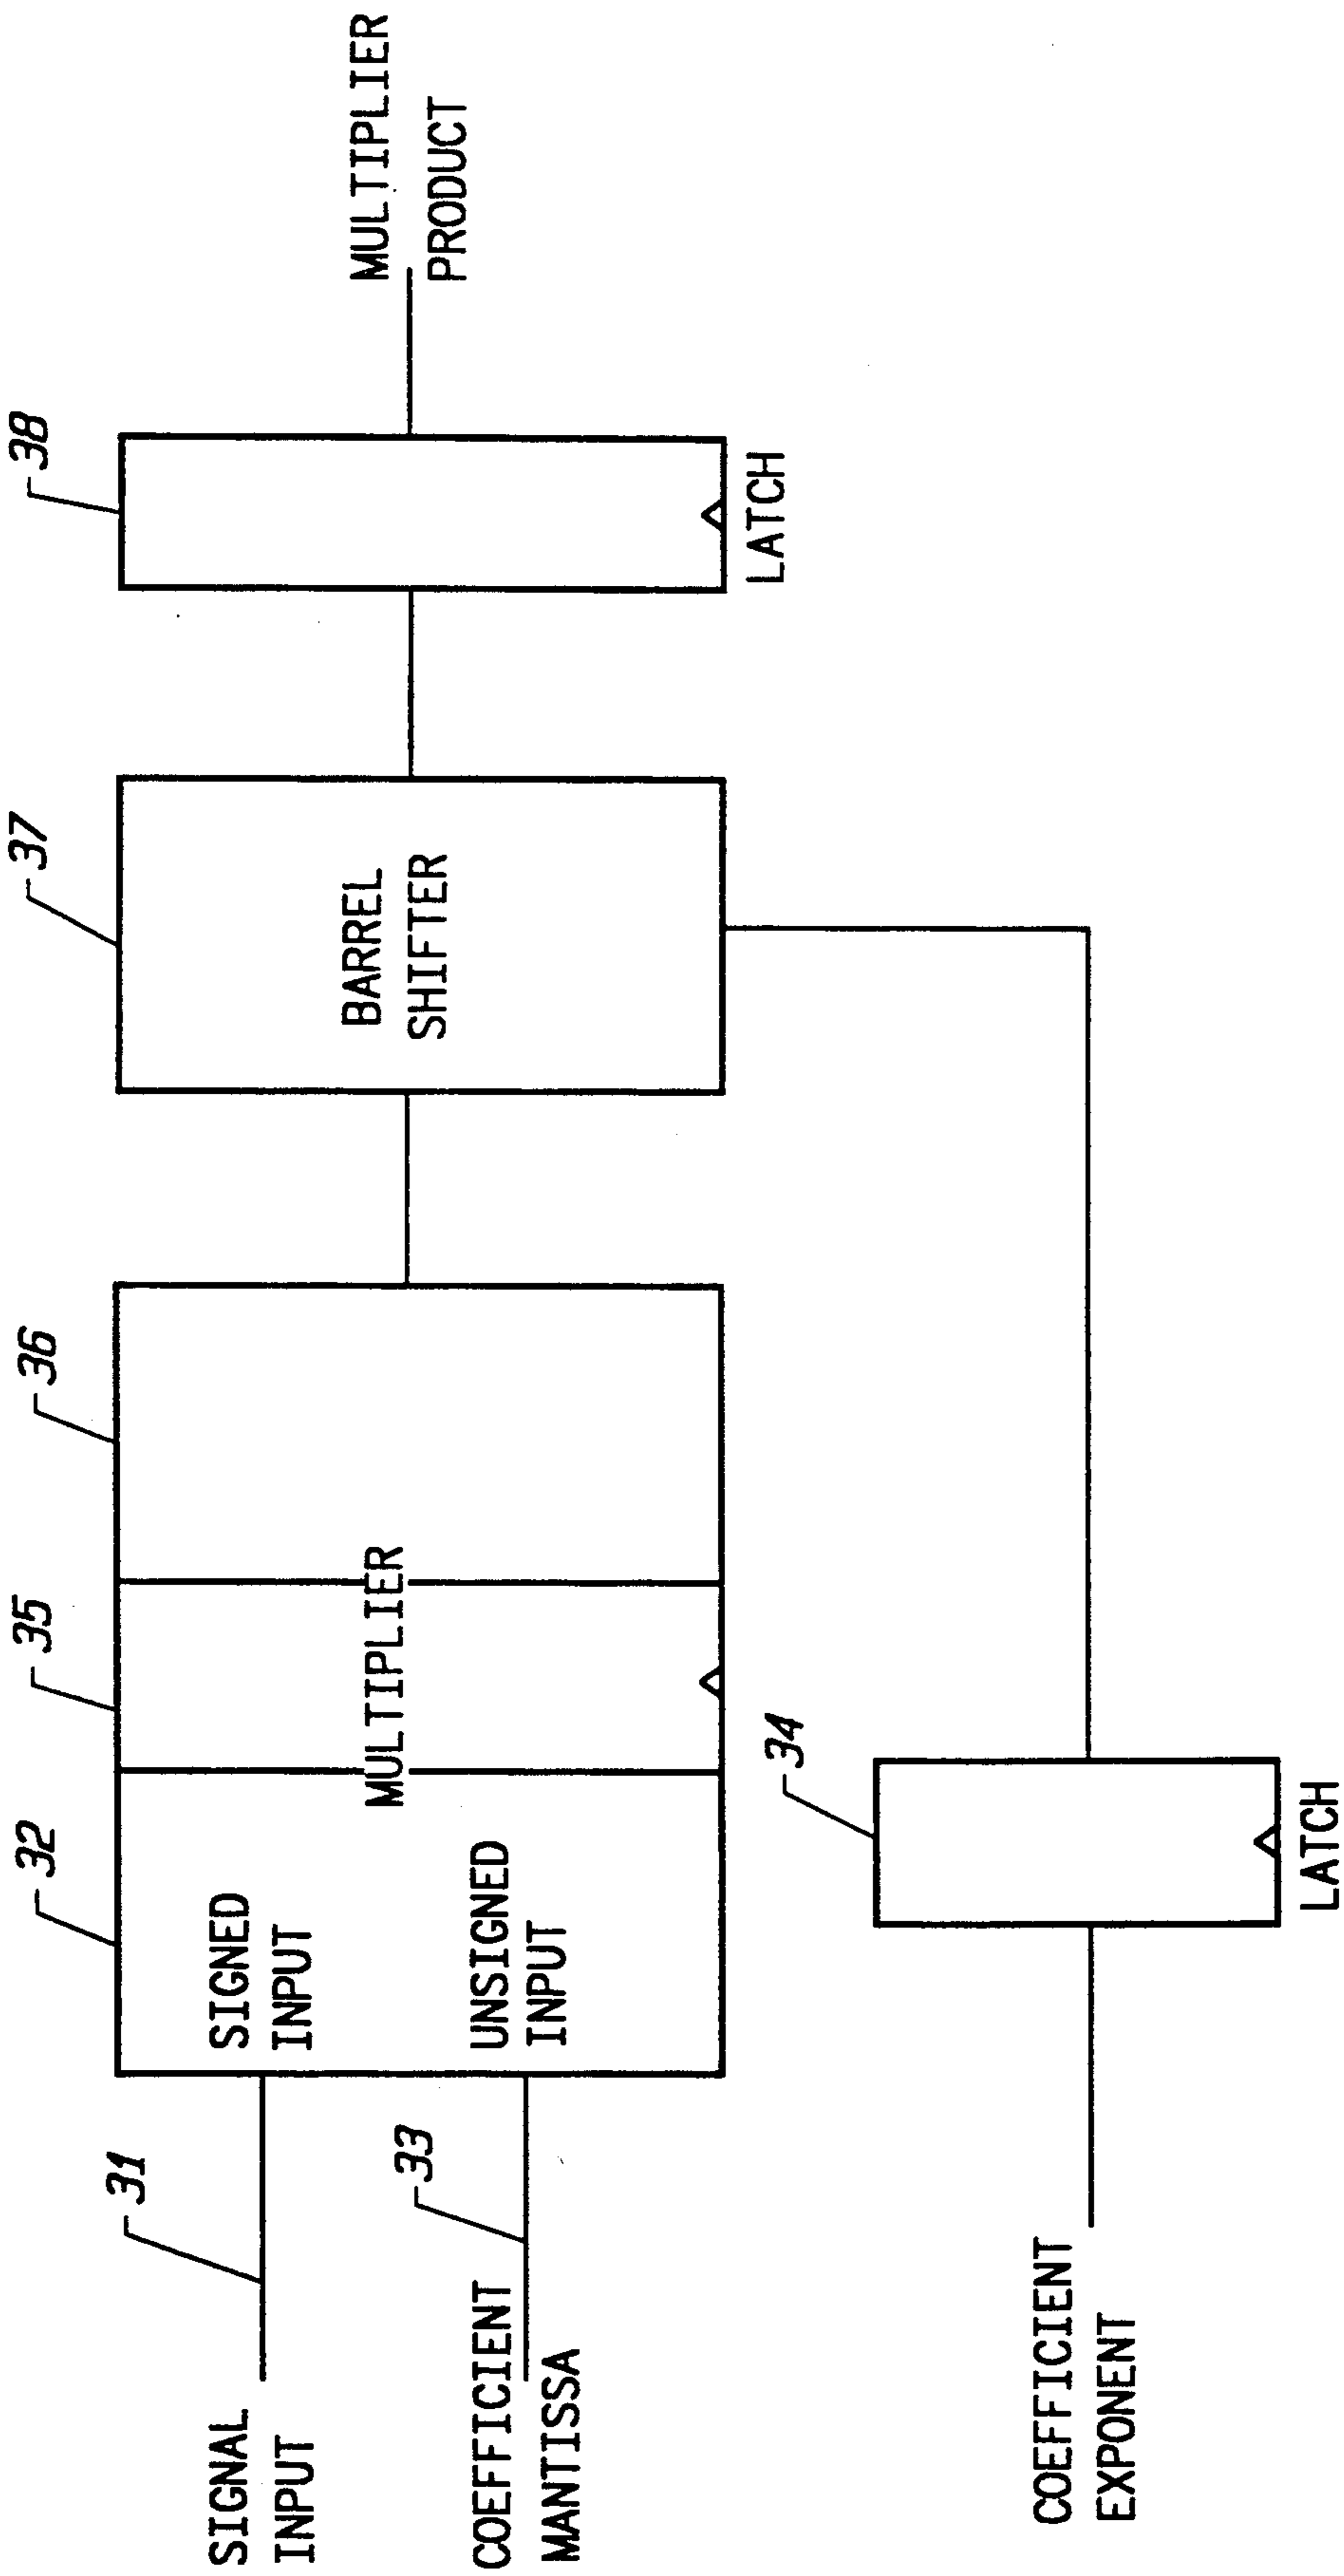 38
37
36
35
32
31
33
34
SIGNAL
INPUT
SIGNED
INPUT
COEFFICIENT
MANTISSA
UNSIGNED
INPUT
MULTIPLIER
BARREL
SHIFTER
LATCH
MULTIPLIER
PRODUCT
COEFFICIENT
EXPONENT
LATCH